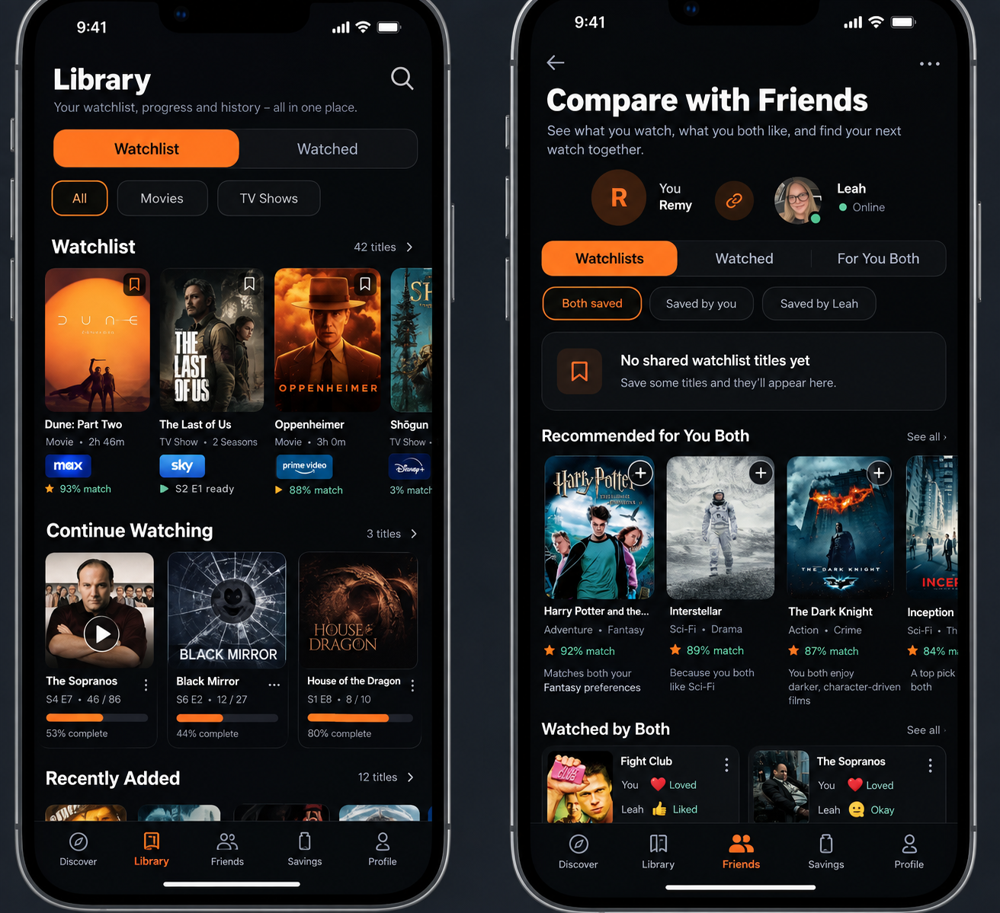 9:41
Library
Your watchlist, progress and history – all in one place.
Watchlist
Watched
All
Movies
TV Shows
Watchlist
42 titles
DUNE
THE
LAST
OF US
OPPENHEIMER
SH
Dune: Part Two
The Last of Us
Oppenheimer
Shōgun
Movie • 2h 46m
TV Show • 2 Seasons
Movie • 3h 0m
TV Show •
max
sky
prime video
Disney+
93% match
S2 E1 ready
88% match
3% match
Continue Watching
3 titles
BLACK MIRROR
HOUSE OF THE
DRAGON
The Sopranos
Black Mirror
House of the Dragon
S4 E7 • 46 / 86
S6 E2 • 12 / 27
S1 E8 • 8 / 10
53% complete
44% complete
80% complete
Recently Added
12 titles
Discover
Library
Friends
Savings
Profile
9:41
Compare with Friends
See what you watch, what you both like, and find your next
watch together.
R
You
Remy
Leah
Online
Watchlists
Watched
For You Both
Both saved
Saved by you
Saved by Leah
No shared watchlist titles yet
Save some titles and they'll appear here.
Recommended for You Both
See all ›
Harry Potter
THE DARK KNIGHT
INCEP
Harry Potter and the...
Interstellar
The Dark Knight
Inception
Adventure • Fantasy
Sci-Fi • Drama
Action • Crime
Sci-Fi • Th
92% match
89% match
87% match
84% ma
Matches both your
Fantasy preferences
Because you both
like Sci-Fi
You both enjoy
darker, character-driven
films
A top pick
both
Watched by Both
See all ›
CLUB
Fight Club
You ❤️ Loved
Leah 👍 Liked
The Sopranos
You ❤️ Loved
Leah 😐 Okay
Discover
Library
Friends
Savings
Profile